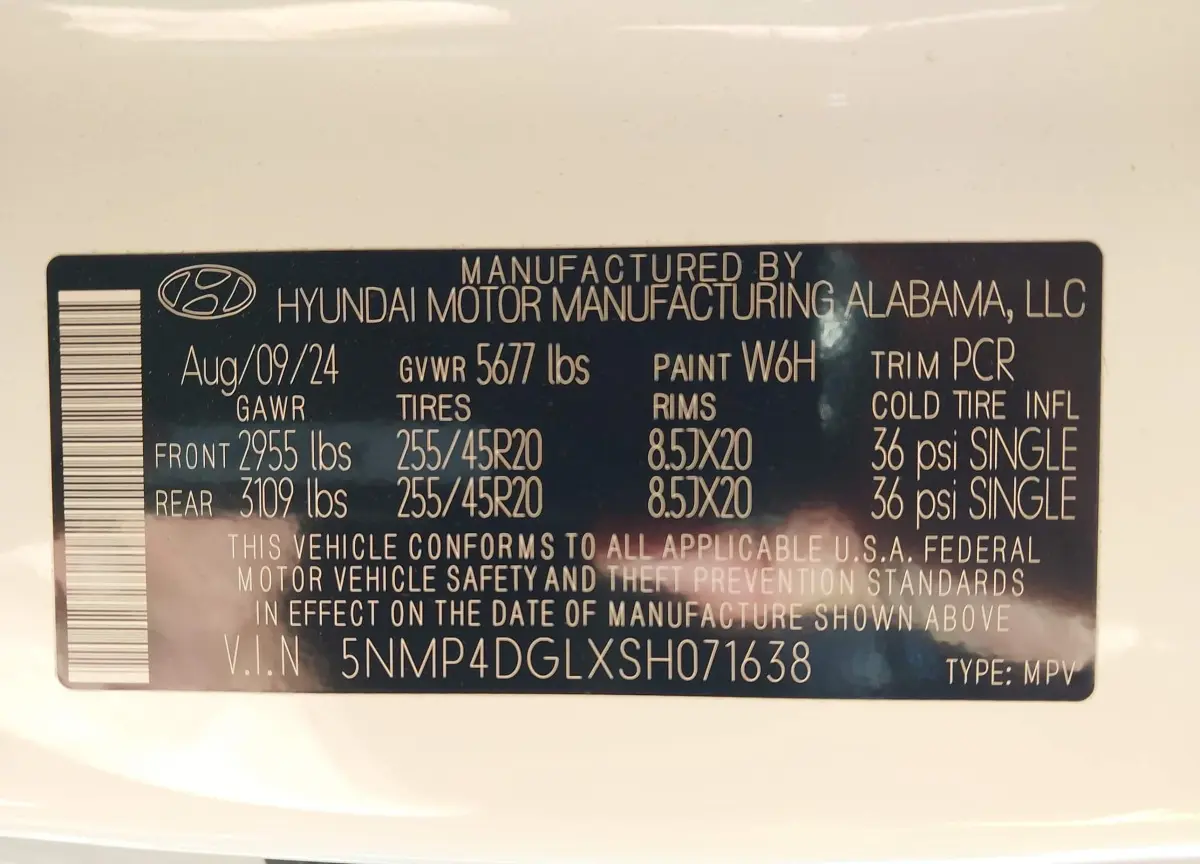 MANUFACTURED BY
HYUNDAI MOTOR MANUFACTURING ALABAMA, LLC
Aug/09/24 GVWR 5677 lbs PAINT W6H TRIM PCR
GAWR TIRES RIMS COLD TIRE INFL
FRONT 2955 lbs 255/45R20 8.5JX20 36 psi SINGLE
REAR 3109 lbs 255/45R20 8.5JX20 36 psi SINGLE
THIS VEHICLE CONFORMS TO ALL APPLICABLE U.S.A. FEDERAL
MOTOR VEHICLE SAFETY AND THEFT PREVENTION STANDARDS
IN EFFECT ON THE DATE OF MANUFACTURE SHOWN ABOVE
V.I.N 5NMP4DGLXSH071638 TYPE: MPV